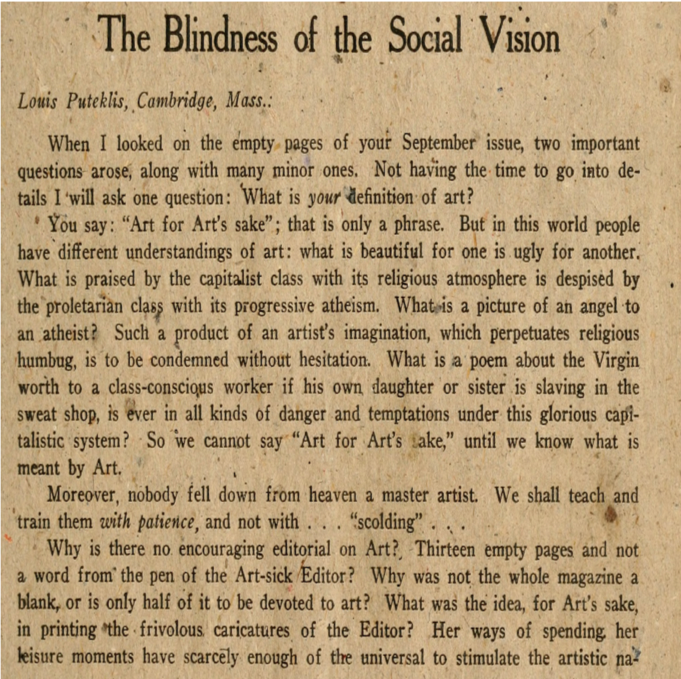 The Blindness of the Social Vision
Louis Puteklis, Cambridge, Mass.:
When I looked on the empty pages of your September issue, two important
questions arose, along with many minor ones. Not having the time to go into de-
tails I will ask one question: What is your definition of art?
You say: "Art for Art's sake"; that is only a phrase. But in this world people
have different understandings of art: what is beautiful for one is ugly for another.
What is praised by the capitalist class with its religious atmosphere is despised by
the proletarian class with its progressive atheism. What is a picture of an angel to
an atheist? Such a product of an artist's imagination, which perpetuates religious
humbug, is to be condemned without hesitation. What is a poem about the Virgin
worth to a class-conscious worker if his own daughter or sister is slaving in the
sweat shop, is ever in all kinds of danger and temptations under this glorious capi-
talistic system? So we cannot say "Art for Art's sake," until we know what is
meant by Art.
Moreover, nobody fell down from heaven a master artist. We shall teach and
train them with patience, and not with . . . "scolding" . . .
Why is there no encouraging editorial on Art? Thirteen empty pages and not
a word from the pen of the Art-sick Editor? Why was not the whole magazine a
blank, or is only half of it to be devoted to art? What was the idea, for Art's sake,
in printing the frivolous caricatures of the Editor? Her ways of spending her
leisure moments have scarcely enough of the universal to stimulate the artistic na-